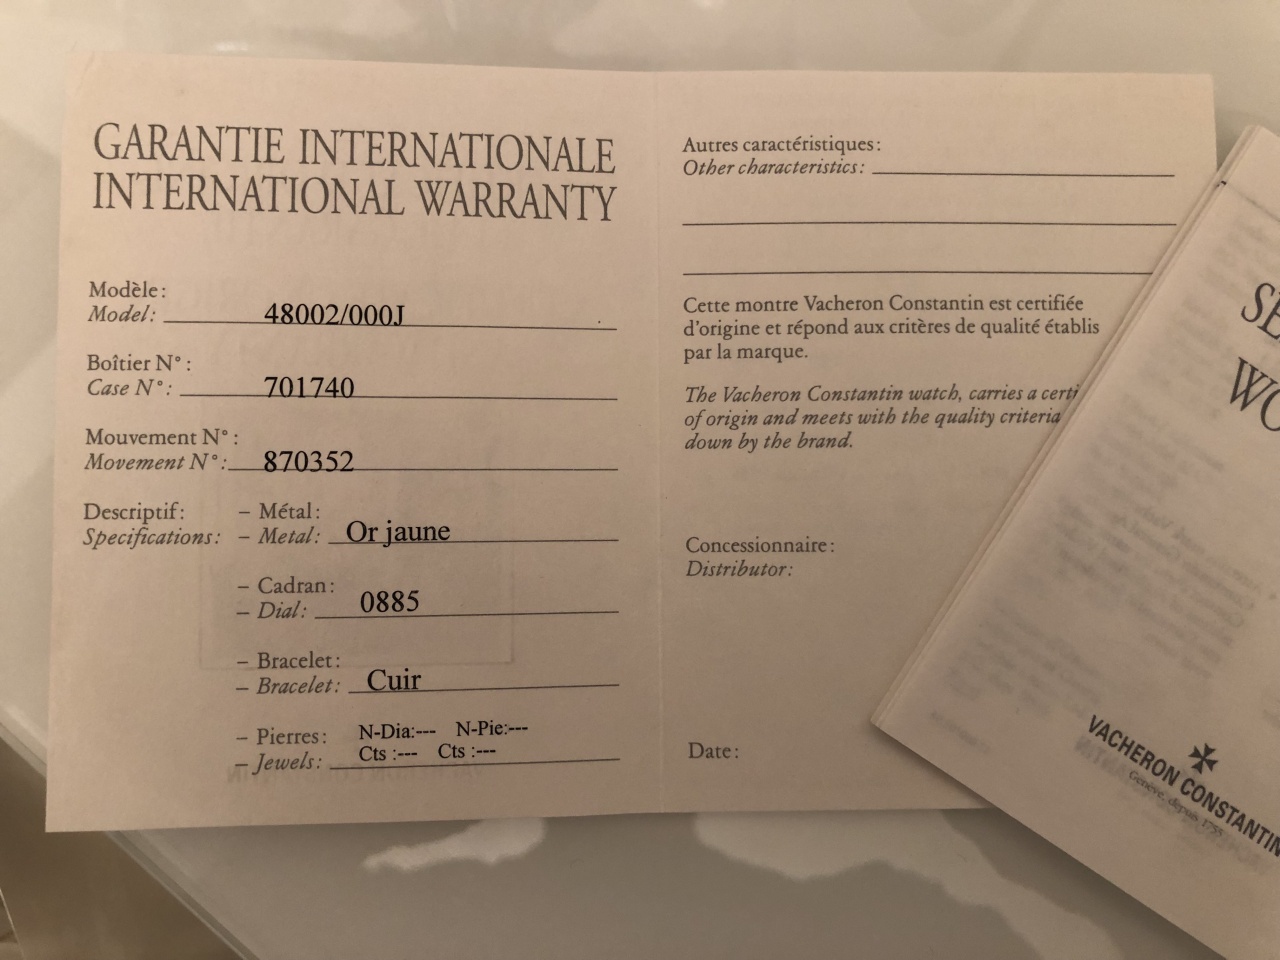 GARANTIE INTERNATIONALE
INTERNATIONAL WARRANTY
Modèle:
Model: 48002/000J
Boîtier N°:
Case N°: 701740
Mouvement N°:
Movement N°: 870352
Descriptif: – Métal:
Specifications: – Metal: Or jaune
– Cadran:
– Dial: 0885
– Bracelet:
– Bracelet: Cuir
– Pierres: N-Dia:--- N-Pie:---
– Jewels: Cts :--- Cts :---
Autres caractéristiques:
Other characteristics:
Cette montre Vacheron Constantin est certifiée
d'origine et répond aux critères de qualité établis
par la marque.
The Vacheron Constantin watch, carries a certi
of origin and meets with the quality criteria
down by the brand.
Concessionnaire:
Distributor:
Date:
WO
VACHERON CONSTANTIN
Genève, depuis 1755